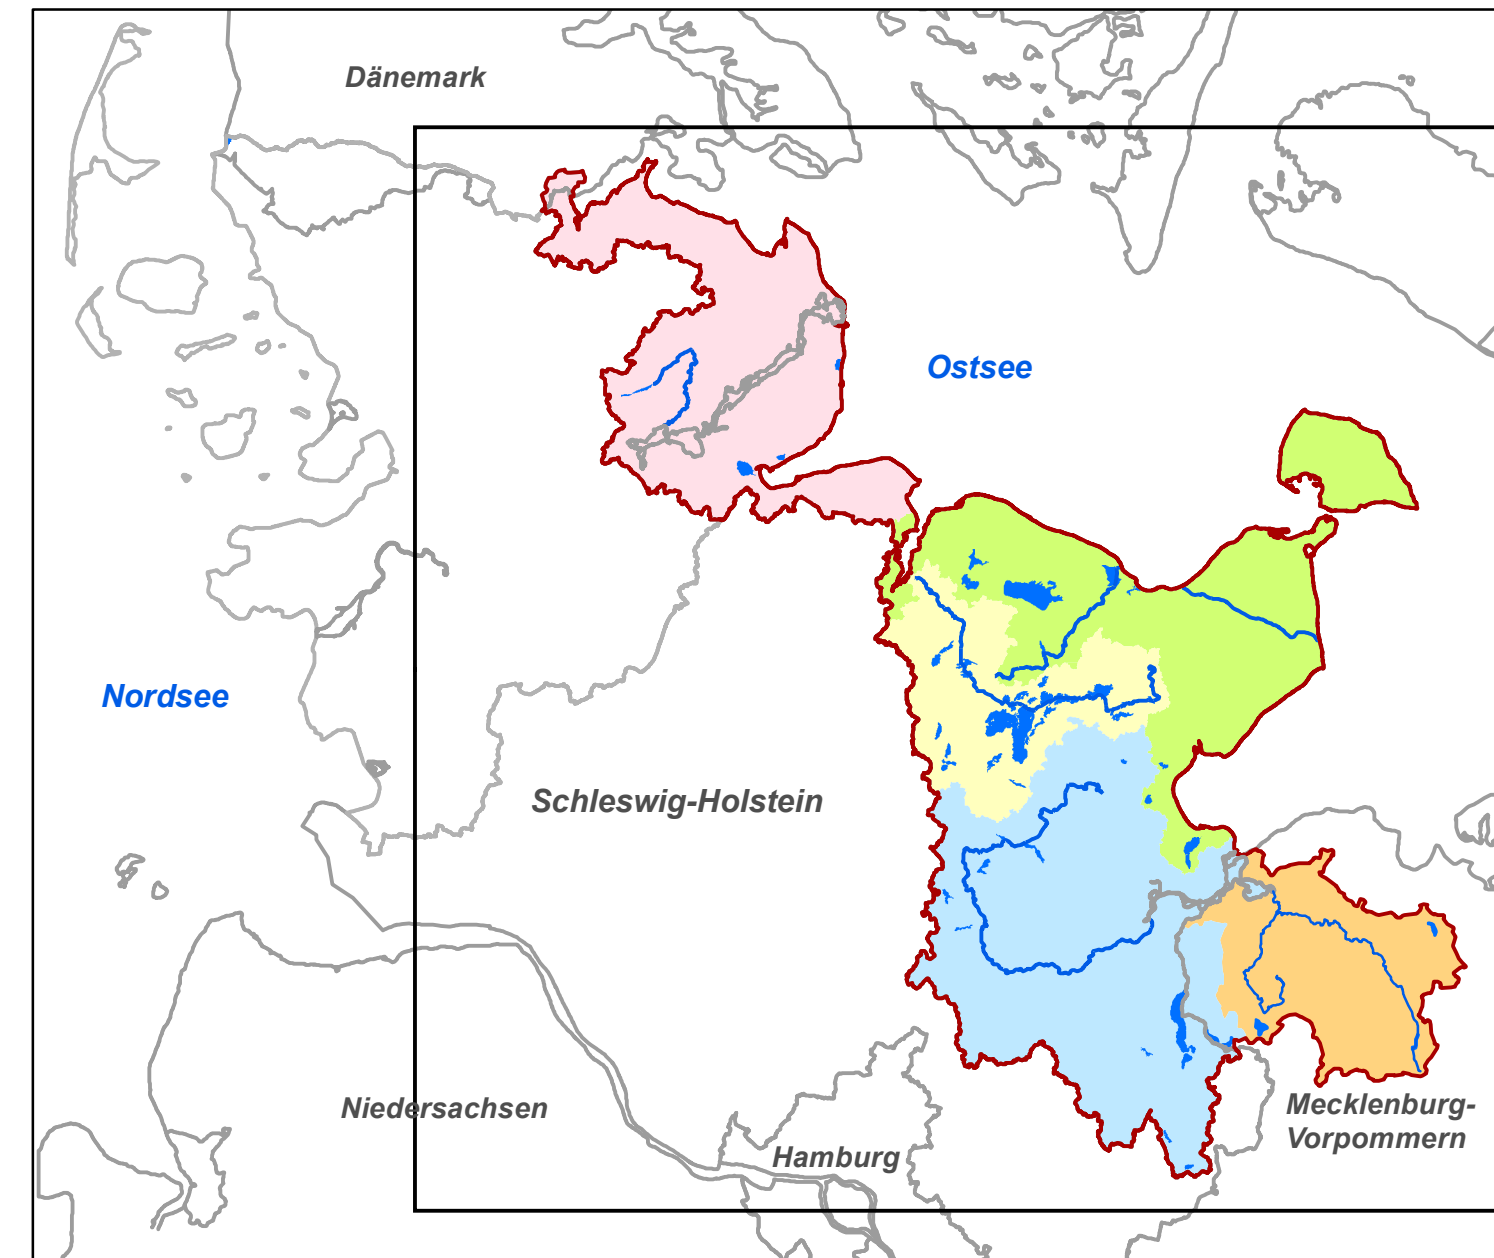 Dänemark
Ostsee
Nordsee
Schleswig-Holstein
Niedersachsen
Hamburg
Mecklenburg-
Vorpommern